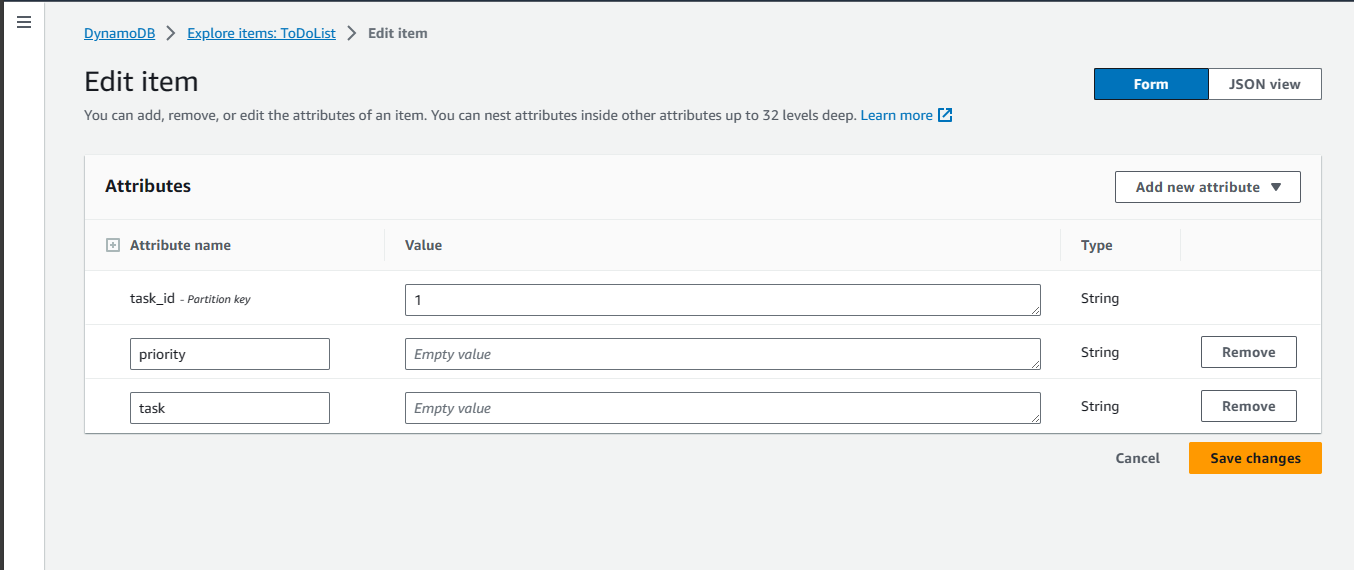 DynamoDB > Explore items: ToDoList > Edit item
Edit item
Form JSON view
You can add, remove, or edit the attributes of an item. You can nest attributes inside other attributes up to 32 levels deep. Learn more
Attributes
Add new attribute
Attribute name Value Type
task_id - Partition key 1 String
priority Empty value String Remove
task Empty value String Remove
Cancel Save changes